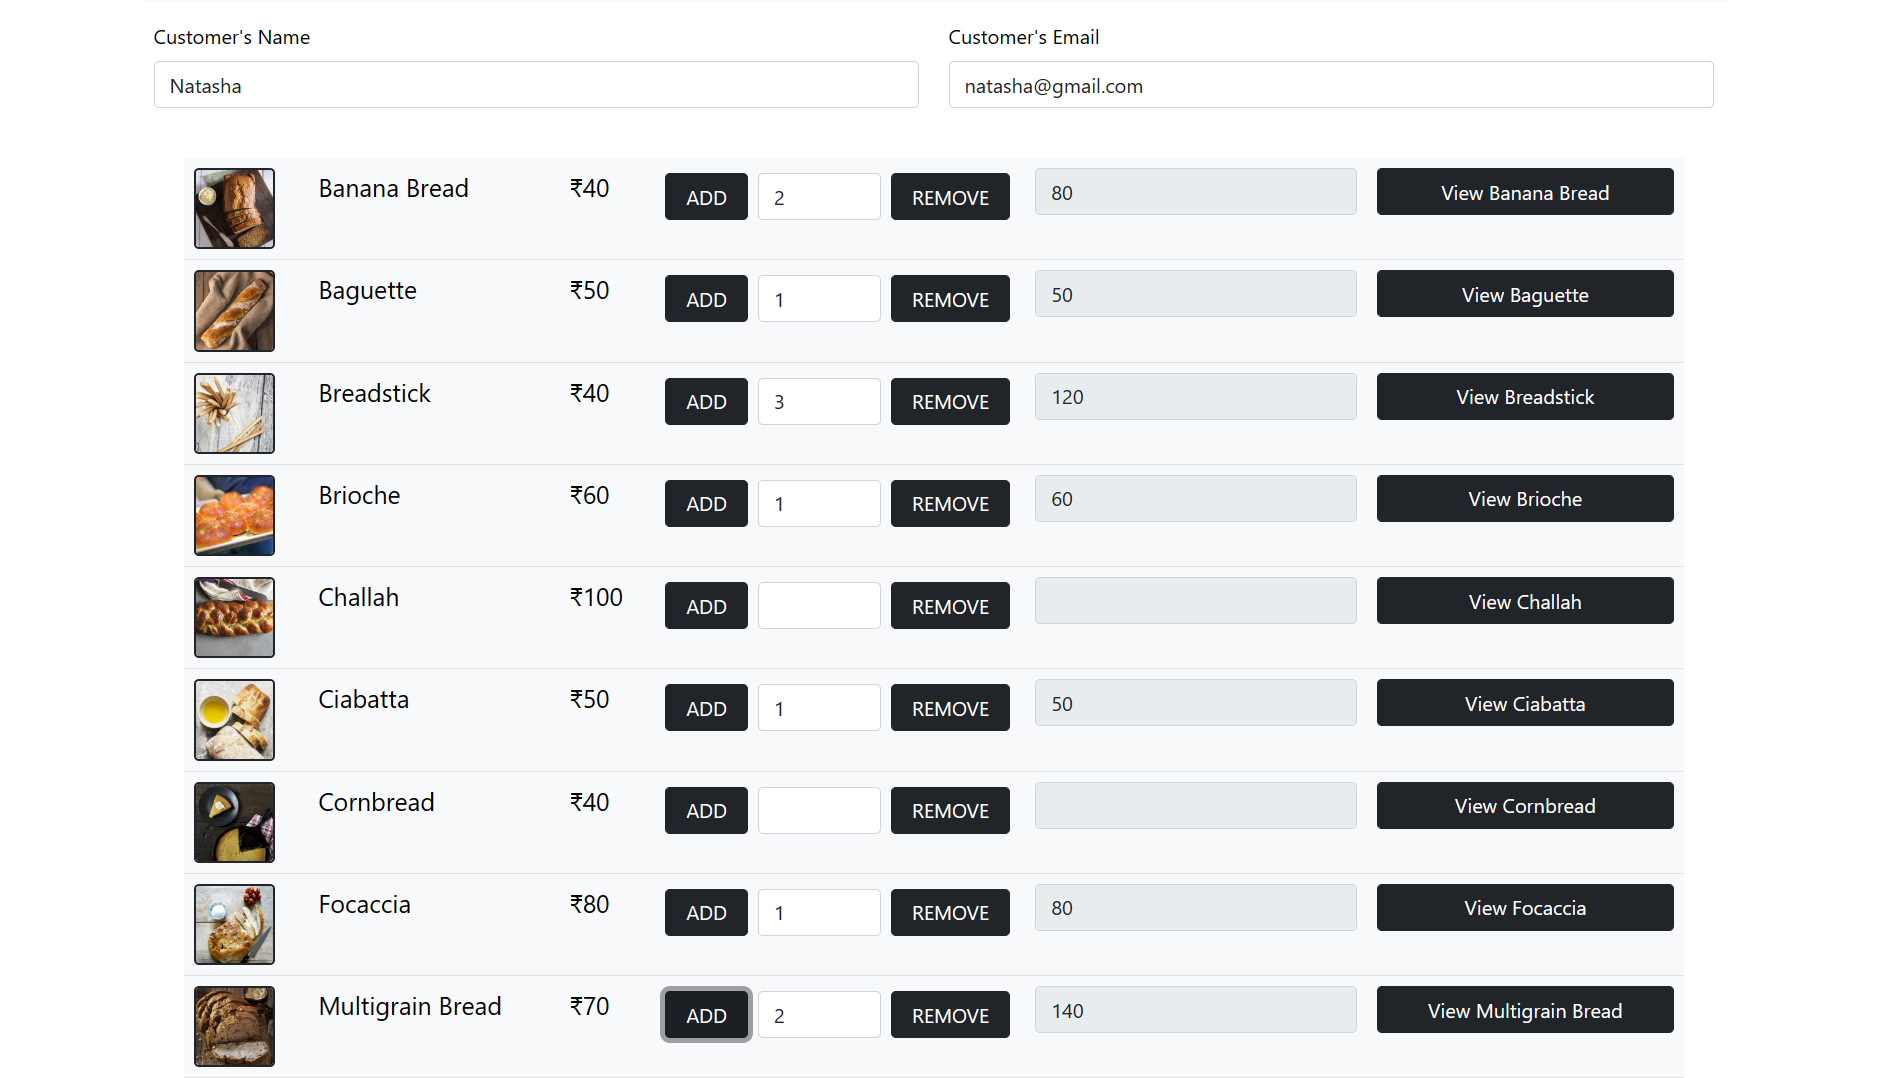 Customer's Name Customer's Email
Natasha natasha@gmail.com
Banana Bread ₹40 ADD 2 REMOVE 80 View Banana Bread
Baguette ₹50 ADD 1 REMOVE 50 View Baguette
Breadstick ₹40 ADD 3 REMOVE 120 View Breadstick
Brioche ₹60 ADD 1 REMOVE 60 View Brioche
Challah ₹100 ADD REMOVE View Challah
Ciabatta ₹50 ADD 1 REMOVE 50 View Ciabatta
Cornbread ₹40 ADD REMOVE View Cornbread
Focaccia ₹80 ADD 1 REMOVE 80 View Focaccia
Multigrain Bread ₹70 ADD 2 REMOVE 140 View Multigrain Bread